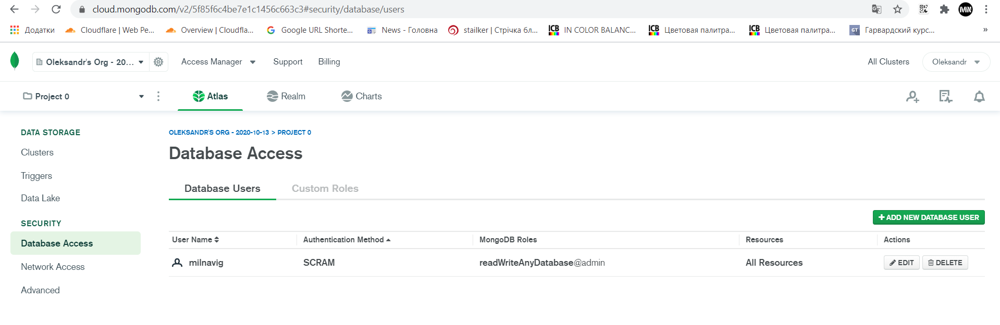 cloud.mongodb.com/v2/5f85f6c4be7e1c1456c663c3#security/database/users
Додатки Cloudflare | Web Pe... Overview | Cloudfla... Google URL Shorte... News - Головна stailker | Стрічка бл... ICB IN COLOR BALANC... ICB Цветовая палитра... ICB Цветовая палитра... GT Гарвардский курс... »
Oleksandr's Org - 20... Access Manager Support Billing All Clusters Oleksandr
Project 0 Atlas Realm Charts
DATA STORAGE
Clusters
Triggers
Data Lake
SECURITY
Database Access
Network Access
Advanced
OLEKSANDR'S ORG - 2020-10-13 > PROJECT 0
Database Access
Database Users Custom Roles
+ ADD NEW DATABASE USER
User Name Authentication Method MongoDB Roles Resources Actions
milnavig SCRAM readWriteAnyDatabase@admin All Resources EDIT DELETE